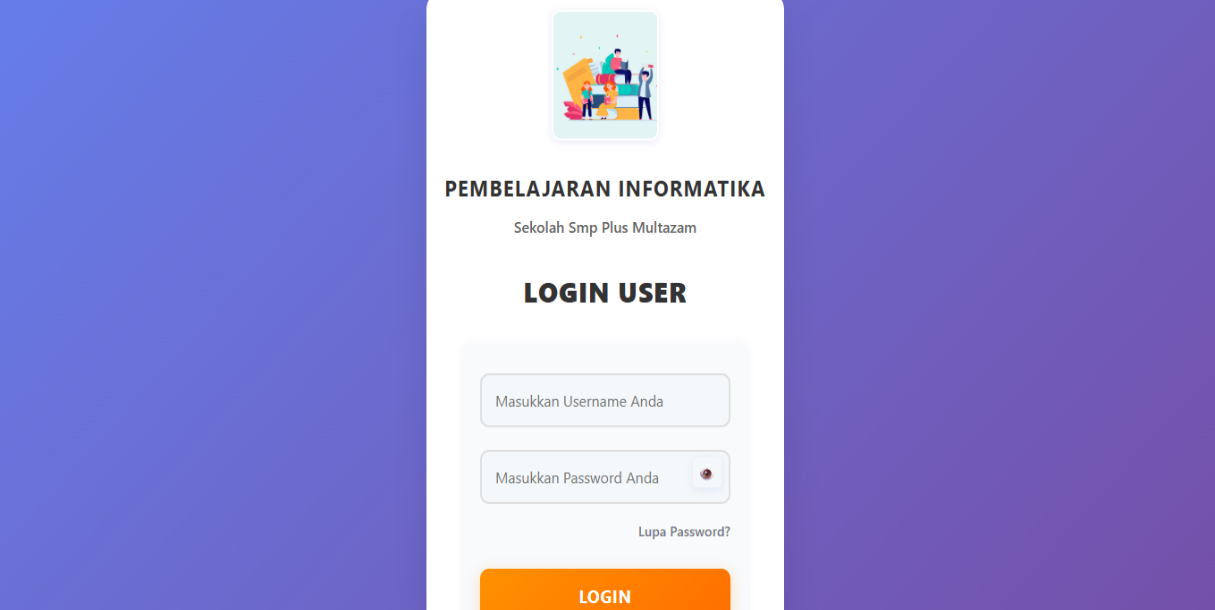 PEMBELAJARAN INFORMATIKA
Sekolah Smp Plus Multazam
LOGIN USER
Masukkan Username Anda
Masukkan Password Anda
Lupa Password?
LOGIN